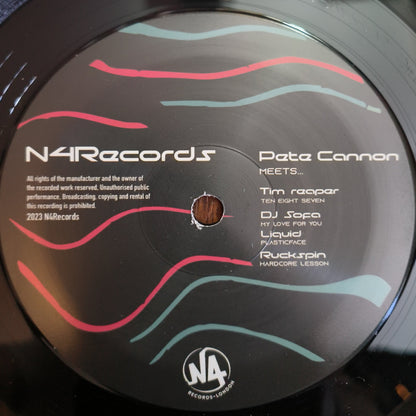 N4Records
All rights of the manufacturer and the owner of
the recorded work reserved. Unauthorised public
performance. Broadcasting, copying and rental of
this recording is prohibited.
2023 N4Records
Pete Cannon
MEETS...
Tim reaper
TEN EIGHT SEVEN
DJ Sofa
MY LOVE FOR YOU
Liquid
PLASTICFACE
Ruckspin
HARDCORE LESSON
N4
RECORDS-LONDON